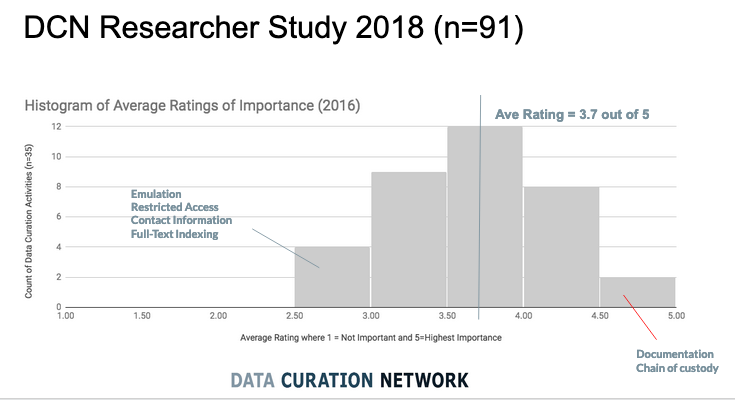 DCN Researcher Study 2018 (n=91)
Histogram of Average Ratings of Importance (2016)
Ave Rating = 3.7 out of 5
Count of Data Curation Activities (n=35)
12
10
8
6
4
2
0
Emulation
Restricted Access
Contact Information
Full-Text Indexing
1.00 1.50 2.00 2.50 3.00 3.50 4.00 4.50 5.00
Average Rating where 1 = Not Important and 5=Highest Importance
Documentation
Chain of custody
DATA CURATION NETWORK